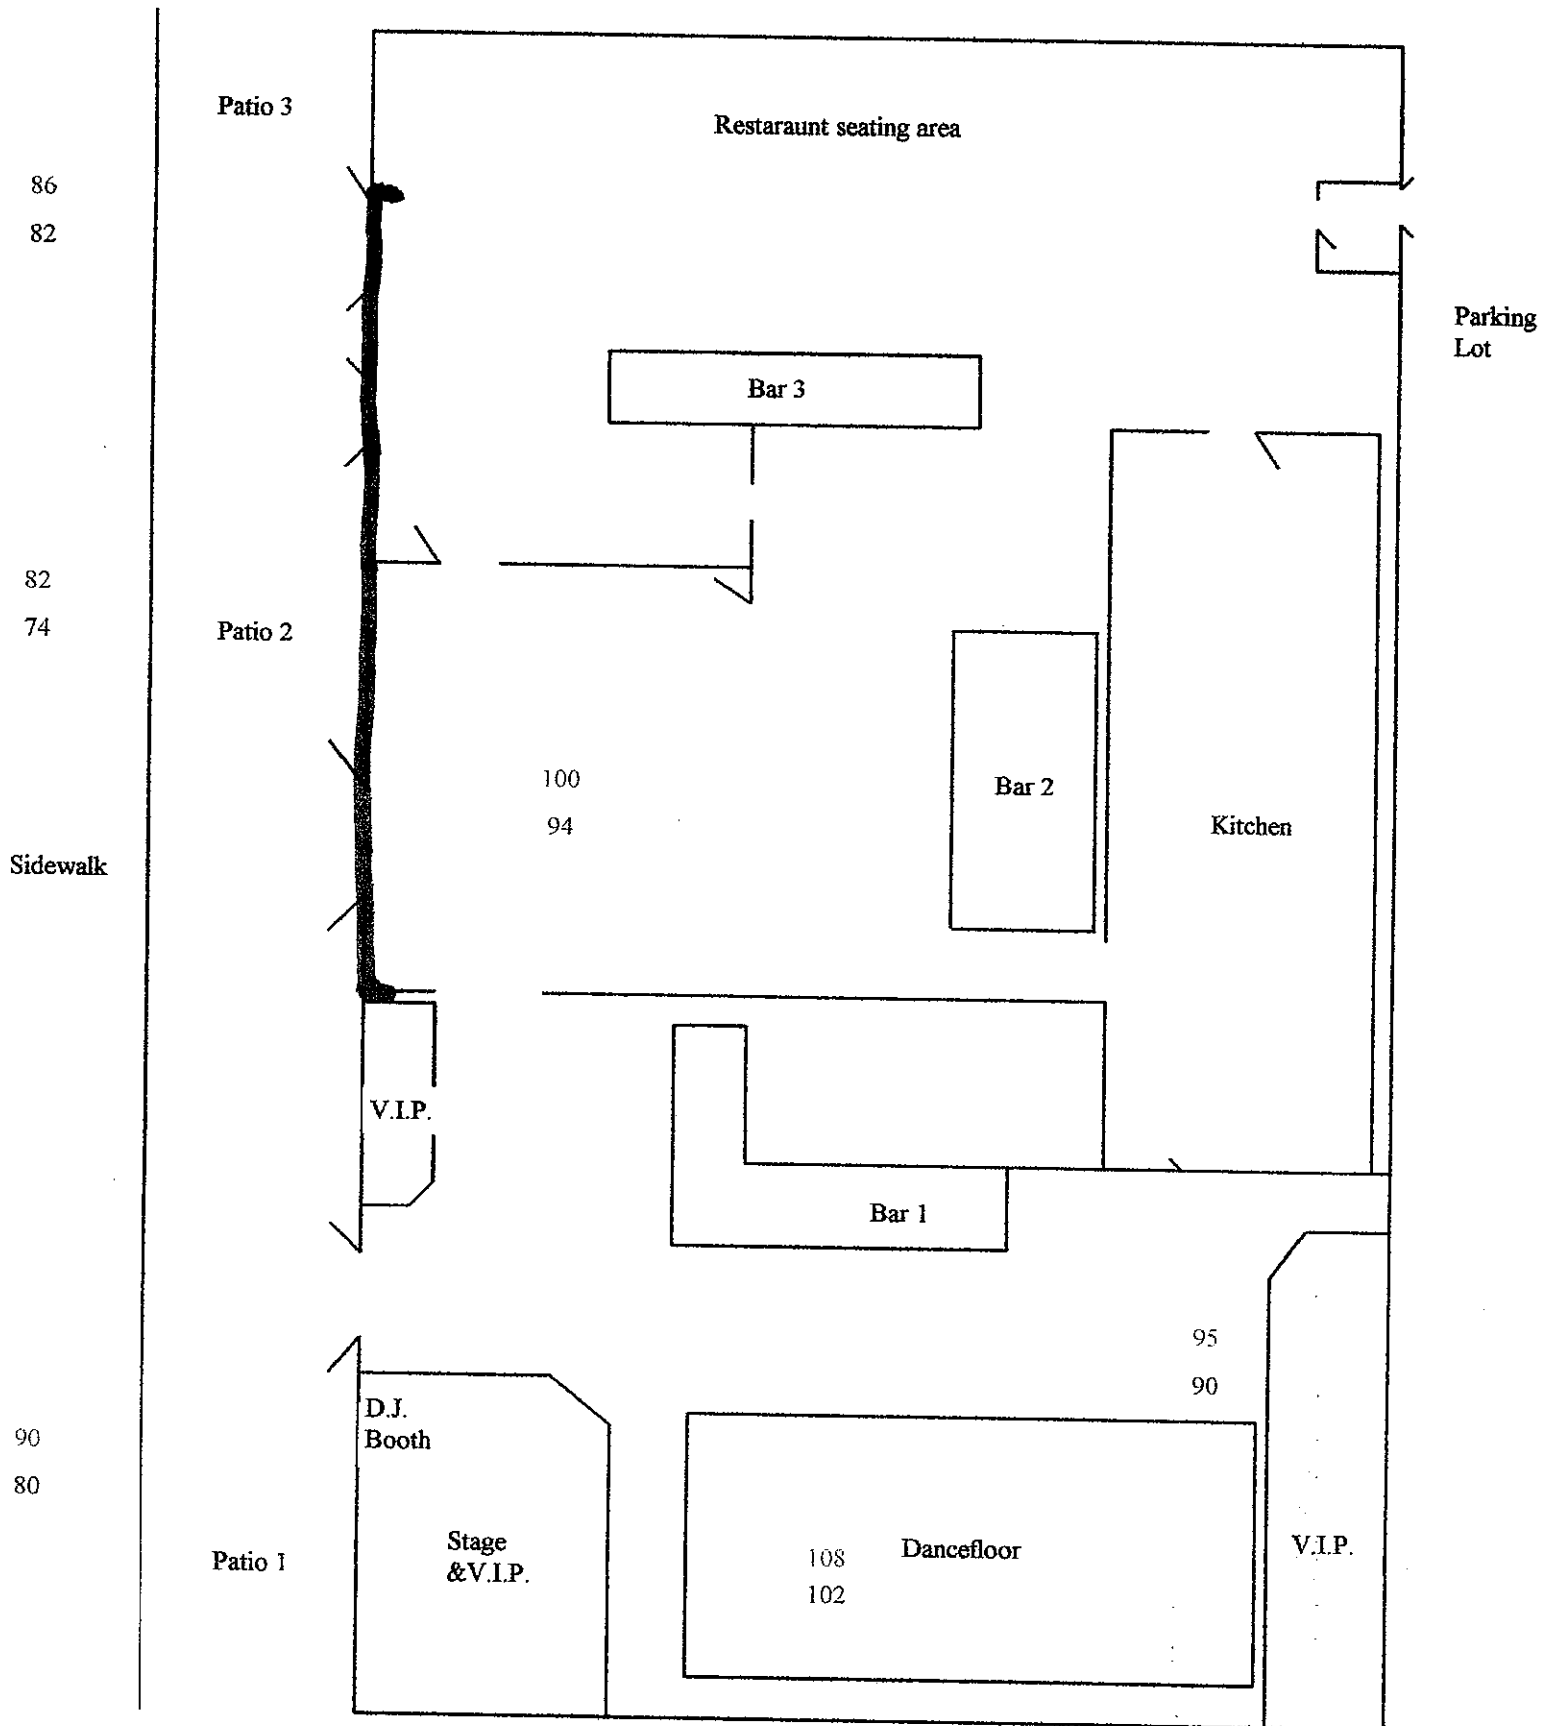 Patio 3
Restaraunt seating area
86
82
Parking
Lot
Bar 3
82
74
Patio 2
100
94
Bar 2
Kitchen
Sidewalk
V.I.P.
Bar 1
95
90
D.J.
Booth
90
80
Stage
&V.I.P.
Patio 1
108
102
Dancefloor
V.I.P.